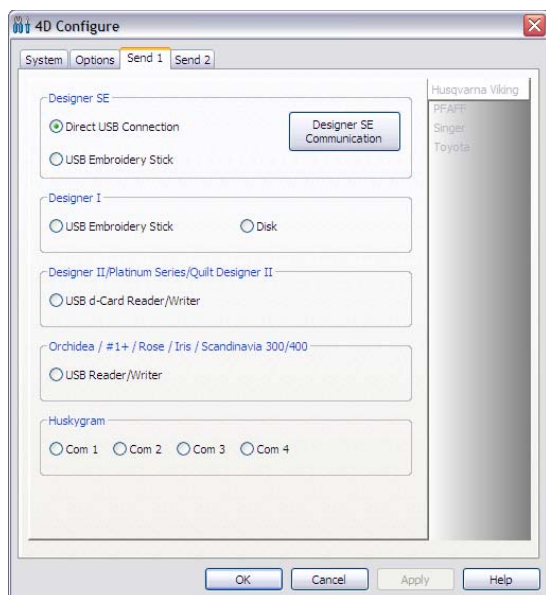 4D Configure
System Options Send 1 Send 2
Designer SE
Direct USB Connection
Designer SE
Communication
USB Embroidery Stick
Designer I
USB Embroidery Stick Disk
Designer II/Platinum Series/Quilt Designer II
USB d-Card Reader/Writer
Orchidea / #1+ / Rose / Iris / Scandinavia 300/400
USB Reader/Writer
Huskygram
Com 1 Com 2 Com 3 Com 4
Husqvarna Viking
PFAFF
Singer
Toyota
OK Cancel Apply Help